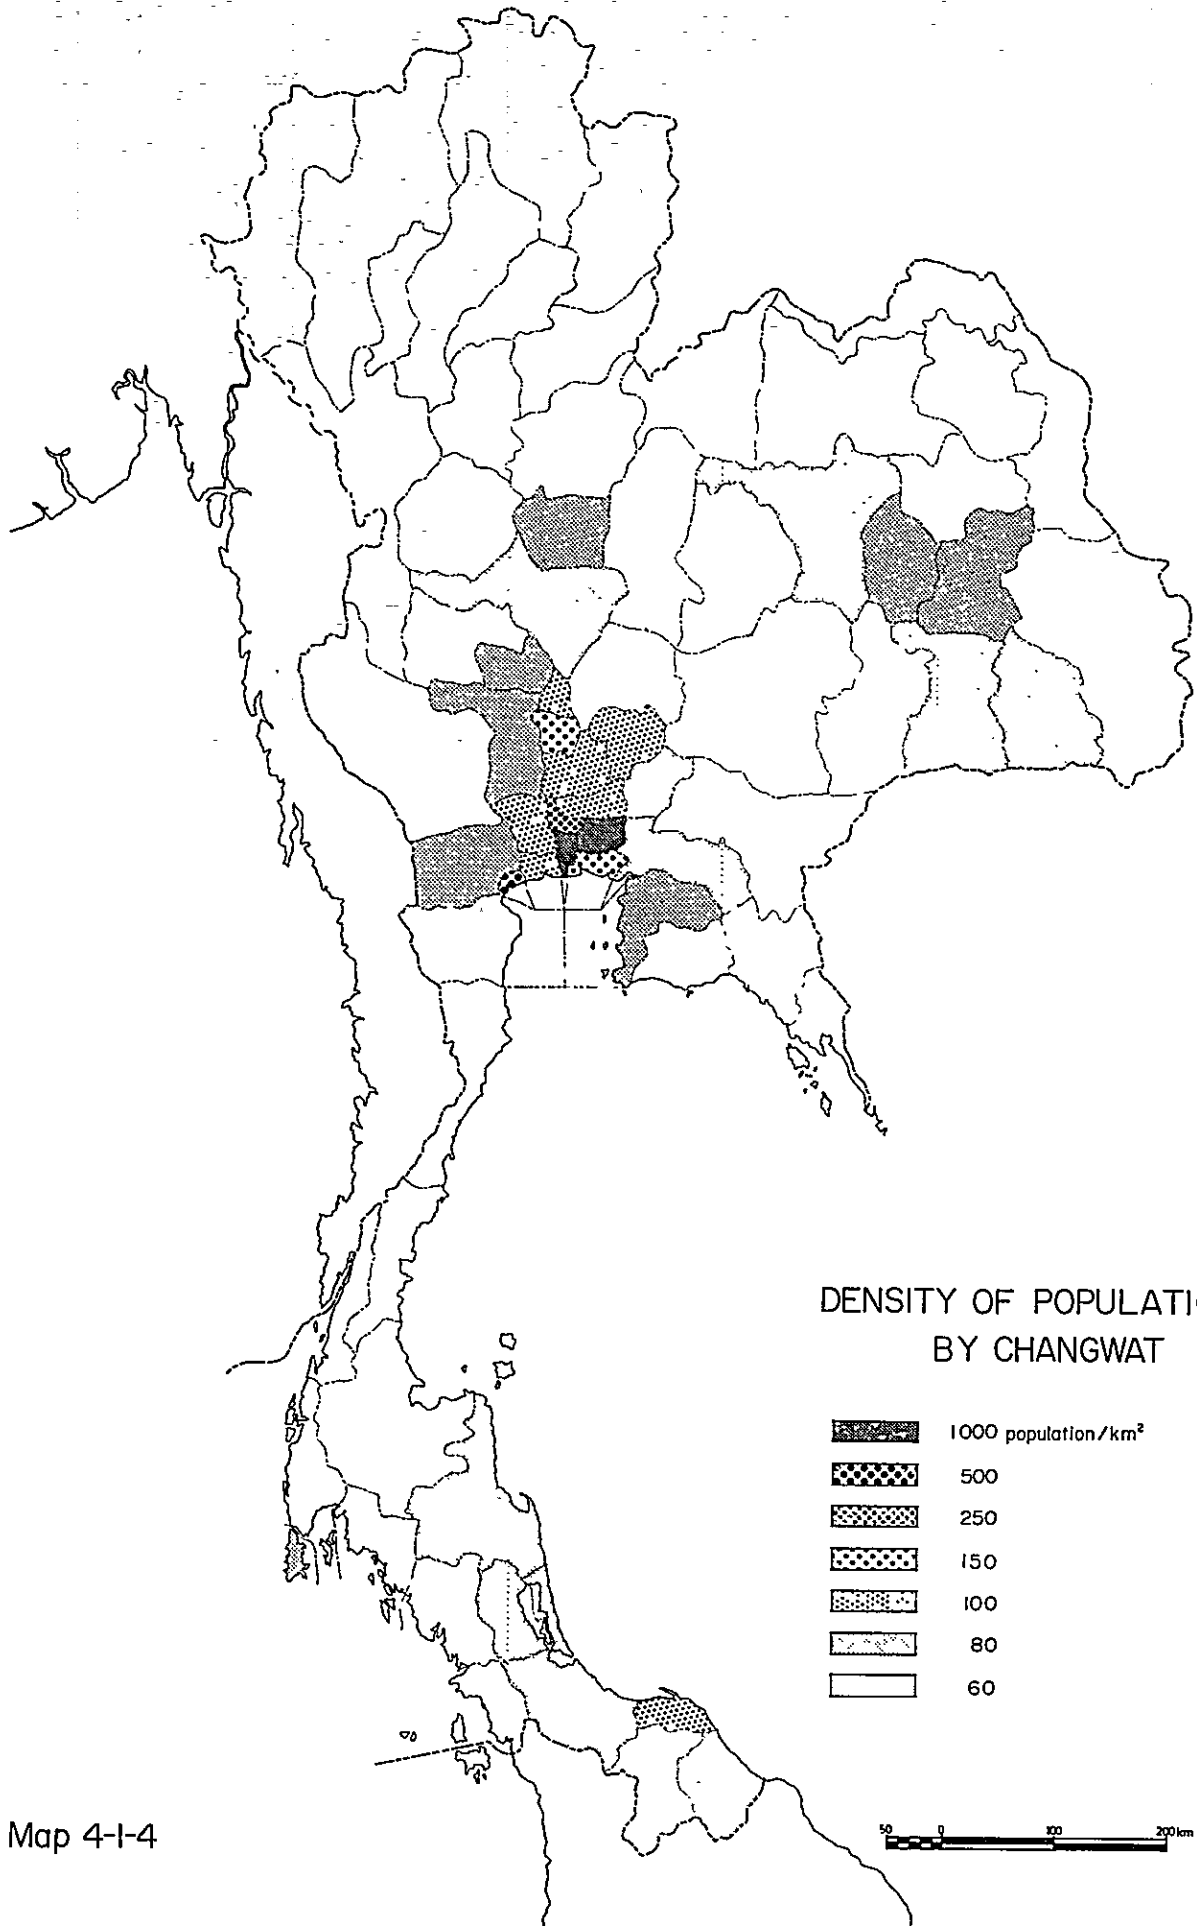 DENSITY OF POPULATI
BY CHANGWAT
1000 population/km²
500
250
150
100
80
60
Map 4-1-4
50 0 100 200km